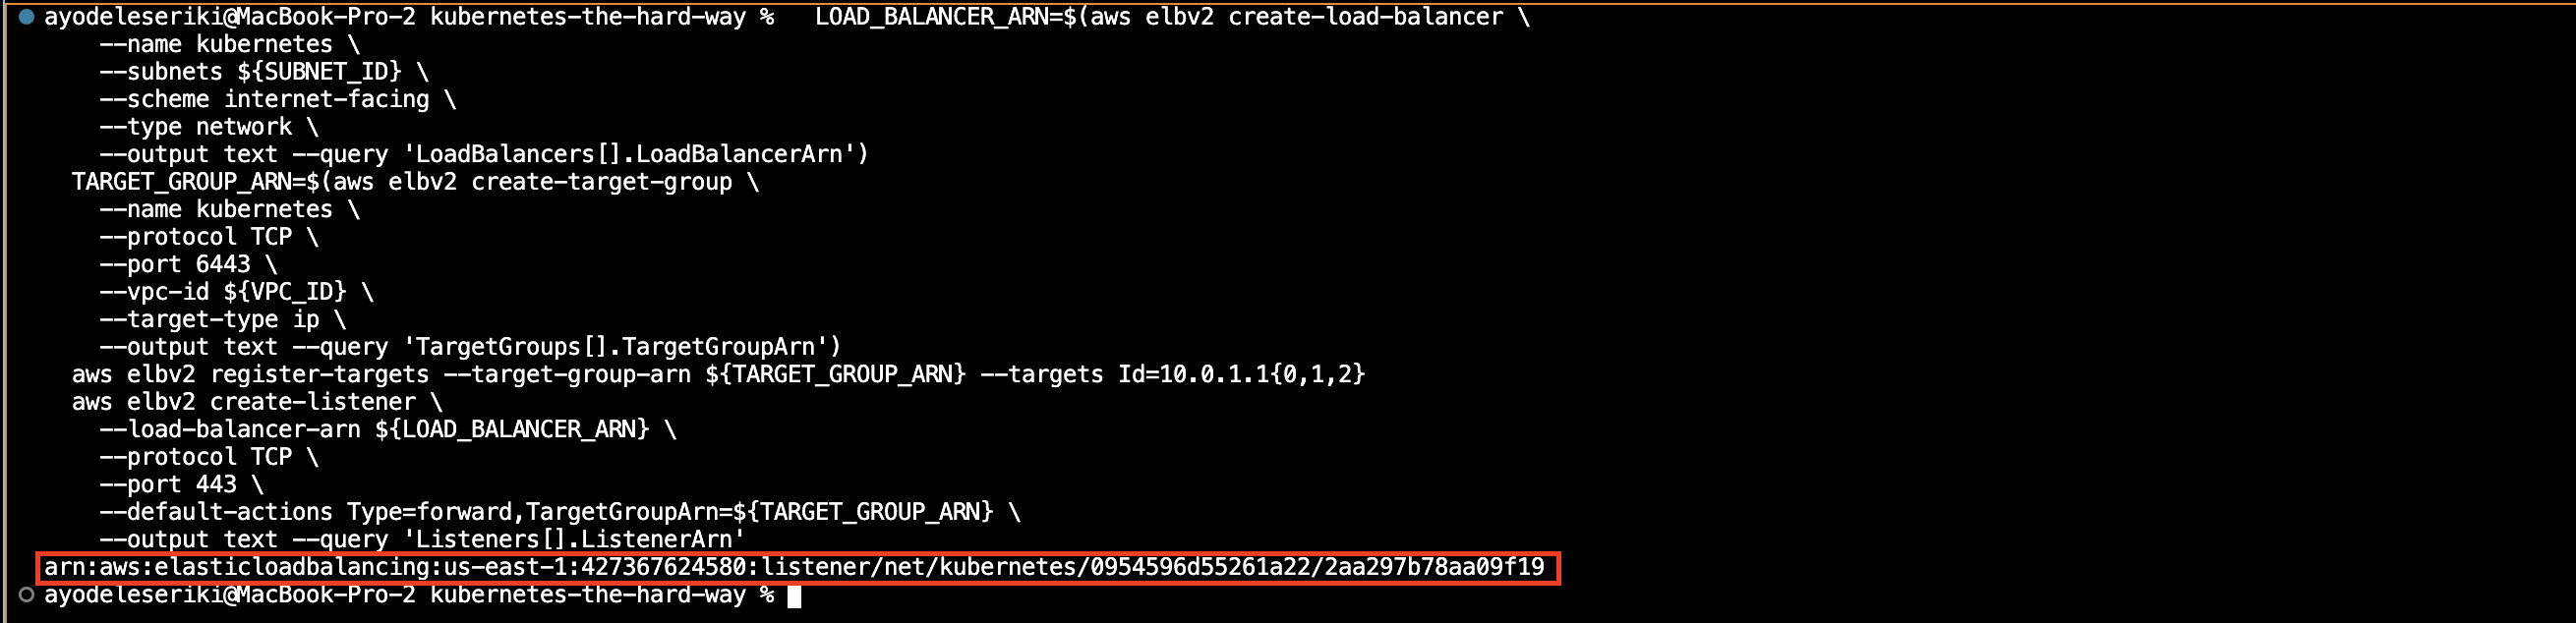 ayodeleseriki@MacBook-Pro-2 kubernetes-the-hard-way %   LOAD_BALANCER_ARN=$(aws elbv2 create-load-balancer \
    --name kubernetes \
    --subnets ${SUBNET_ID} \
    --scheme internet-facing \
    --type network \
    --output text --query 'LoadBalancers[].LoadBalancerArn')
  TARGET_GROUP_ARN=$(aws elbv2 create-target-group \
    --name kubernetes \
    --protocol TCP \
    --port 6443 \
    --vpc-id ${VPC_ID} \
    --target-type ip \
    --output text --query 'TargetGroups[].TargetGroupArn')
  aws elbv2 register-targets --target-group-arn ${TARGET_GROUP_ARN} --targets Id=10.0.1.1{0,1,2}
  aws elbv2 create-listener \
    --load-balancer-arn ${LOAD_BALANCER_ARN} \
    --protocol TCP \
    --port 443 \
    --default-actions Type=forward,TargetGroupArn=${TARGET_GROUP_ARN} \
    --output text --query 'Listeners[].ListenerArn'
arn:aws:elasticloadbalancing:us-east-1:427367624580:listener/net/kubernetes/0954596d55261a22/2aa297b78aa09f19
ayodeleseriki@MacBook-Pro-2 kubernetes-the-hard-way %